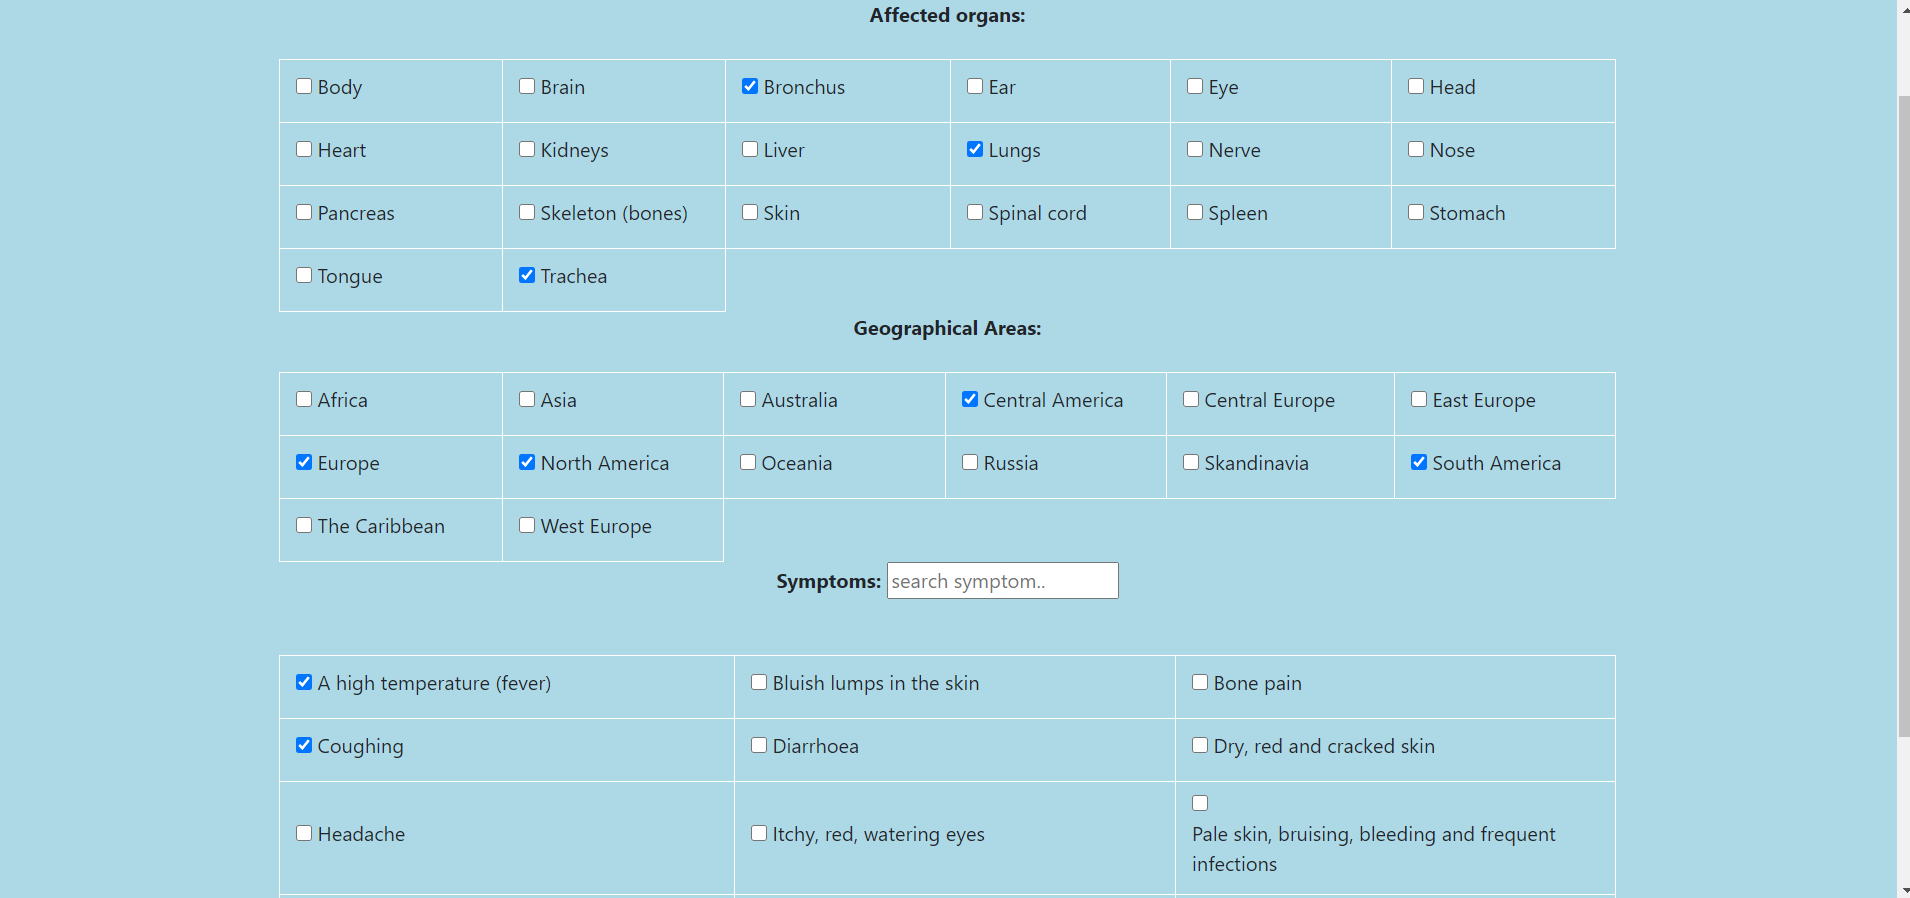 Affected organs:
Body Brain Bronchus Ear Eye Head
Heart Kidneys Liver Lungs Nerve Nose
Pancreas Skeleton (bones) Skin Spinal cord Spleen Stomach
Tongue Trachea
Geographical Areas:
Africa Asia Australia Central America Central Europe East Europe
Europe North America Oceania Russia Skandinavia South America
The Caribbean West Europe
Symptoms: search symptom..
A high temperature (fever) Bluish lumps in the skin Bone pain
Coughing Diarrhoea Dry, red and cracked skin
Headache Itchy, red, watering eyes Pale skin, bruising, bleeding and frequent
infections